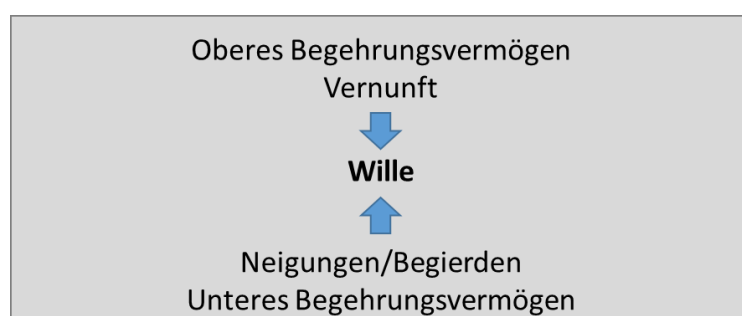 Oberes Begehrungsvermögen
Vernunft
Wille
Neigungen/Begierden
Unteres Begehrungsvermögen